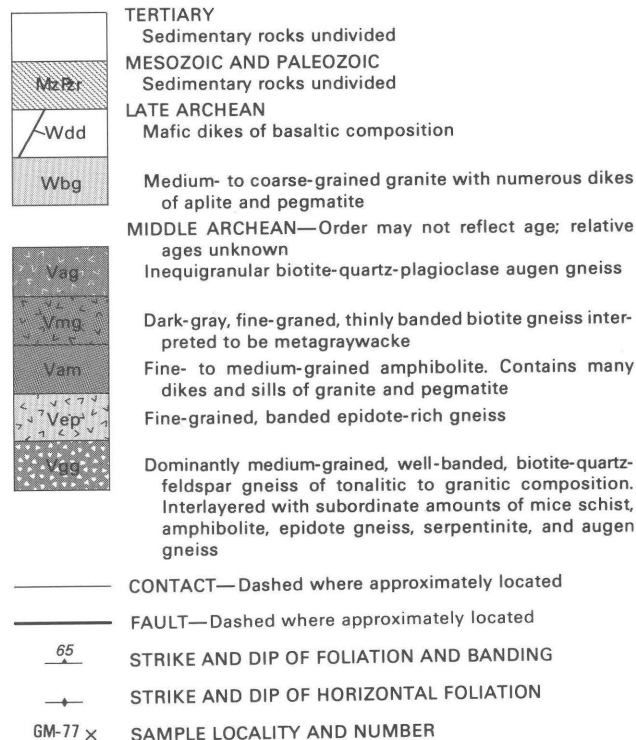 TERTIARY
Sedimentary rocks undivided
MESOZOIC AND PALEOZOIC
MzPzr Sedimentary rocks undivided
LATE ARCHEAN
Wdd Mafic dikes of basaltic composition
Wbg Medium- to coarse-grained granite with numerous dikes
of aplite and pegmatite
MIDDLE ARCHEAN—Order may not reflect age; relative
ages unknown
Vag Inequigranular biotite-quartz-plagioclase augen gneiss
Vmg Dark-gray, fine-graned, thinly banded biotite gneiss inter-
preted to be metagraywacke
Vam Fine- to medium-grained amphibolite. Contains many
dikes and sills of granite and pegmatite
Vep Fine-grained, banded epidote-rich gneiss
Vgg Dominantly medium-grained, well-banded, biotite-quartz-
feldspar gneiss of tonalitic to granitic composition.
Interlayered with subordinate amounts of mice schist,
amphibolite, epidote gneiss, serpentinite, and augen
gneiss
CONTACT—Dashed where approximately located
FAULT—Dashed where approximately located
65 STRIKE AND DIP OF FOLIATION AND BANDING
STRIKE AND DIP OF HORIZONTAL FOLIATION
GM-77 × SAMPLE LOCALITY AND NUMBER